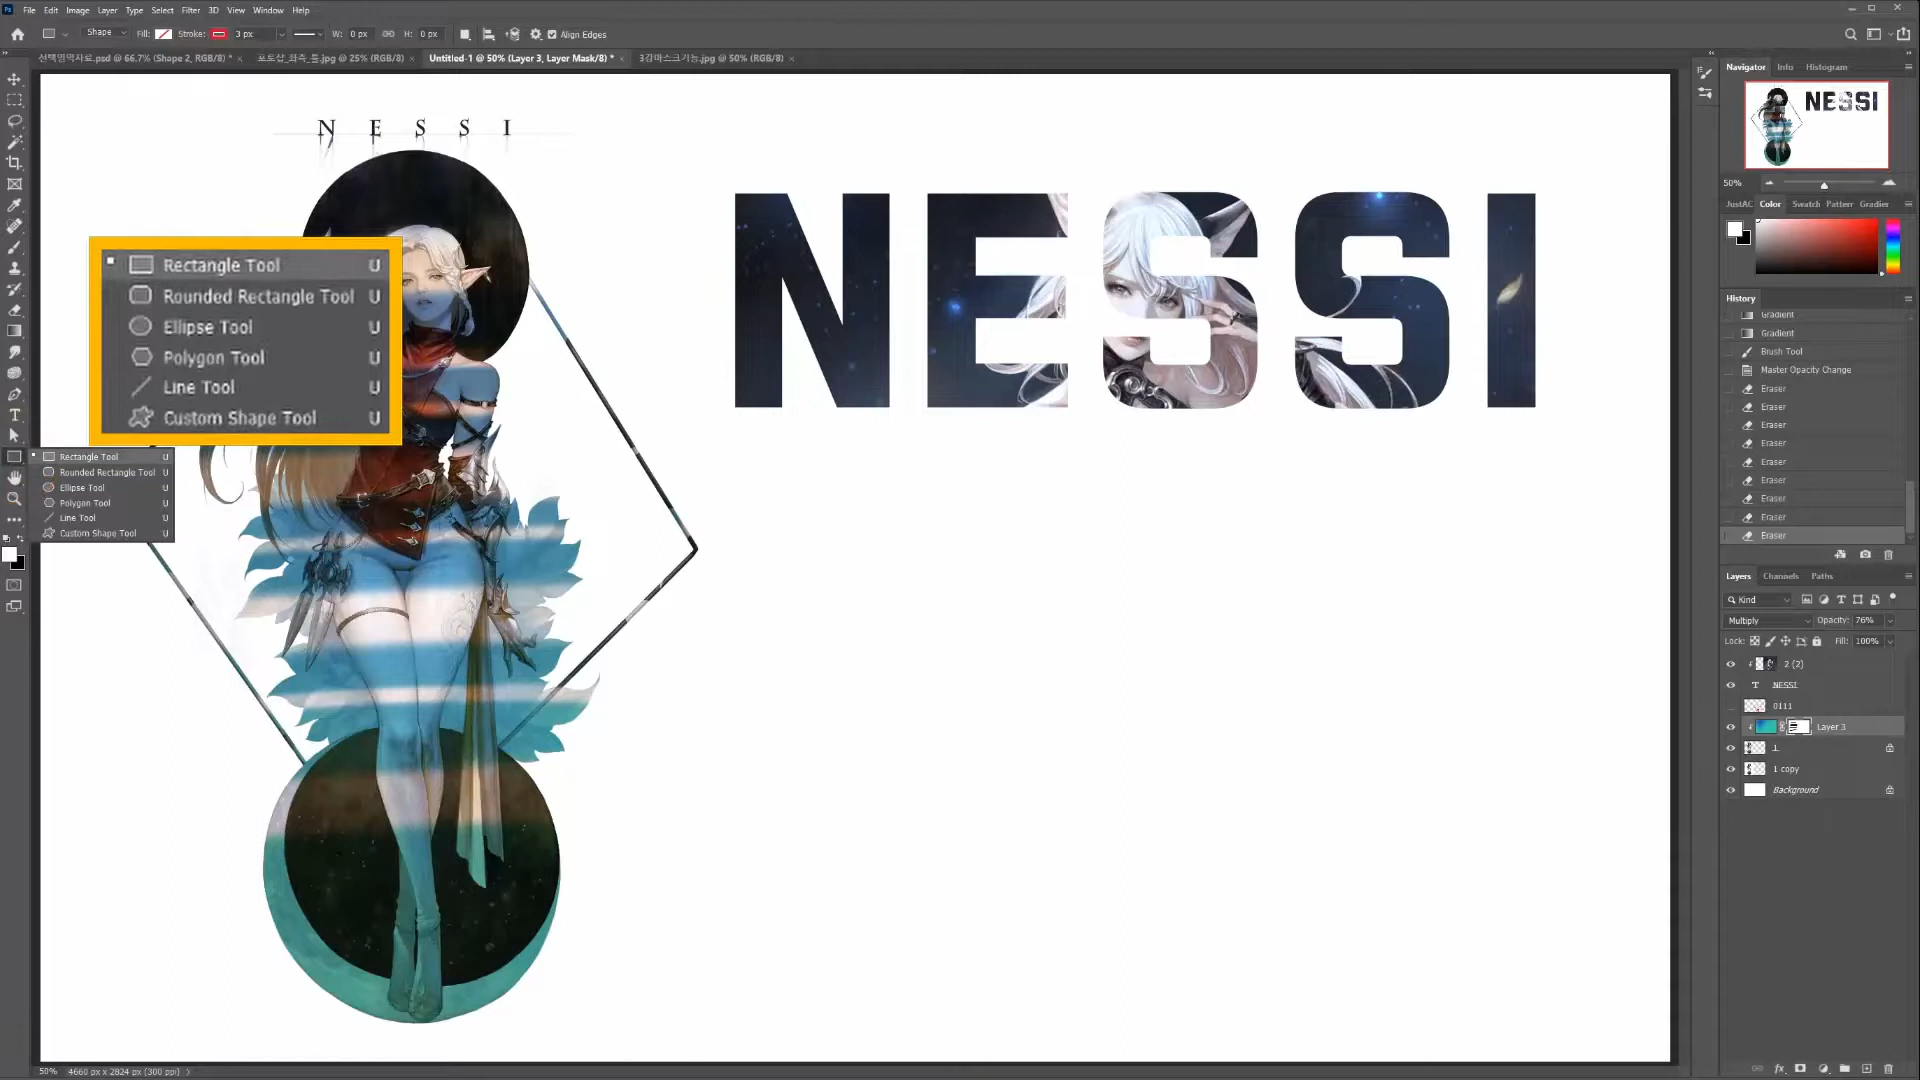 File Edit Image Layer Type Select Filter 3D View Window Help
Shape Fill: Stroke: 3 px W: 0 px H: 0 px Align Edges
선택영역자료.psd @ 66.7% (Shape 2, RGB/8) * × 포토샵_좌측_툴.jpg @ 25% (RGB/8) × Untitled-1 @ 50% (Layer 3, Layer Mask/8) * × 3강마스크기능.jpg @ 50% (RGB/8) ×
NESSI
NESSI
Rectangle Tool U
Rounded Rectangle Tool U
Ellipse Tool U
Polygon Tool U
Line Tool U
Custom Shape Tool U
Rectangle Tool U
Rounded Rectangle Tool U
Ellipse Tool U
Polygon Tool U
Line Tool U
Custom Shape Tool U
50% 4660 px x 2824 px (300 ppi)
Navigator Info Histogram
NESSI
50%
JustAC Color Swatch Pattern Gradier
History
Gradient
Gradient
Brush Tool
Master Opacity Change
Eraser
Eraser
Eraser
Eraser
Eraser
Eraser
Eraser
Eraser
Eraser
Layers Channels Paths
Kind
Multiply Opacity: 76%
Lock: Fill: 100%
2 (2)
NESSI
0111
Layer 3
1
1 copy
Background